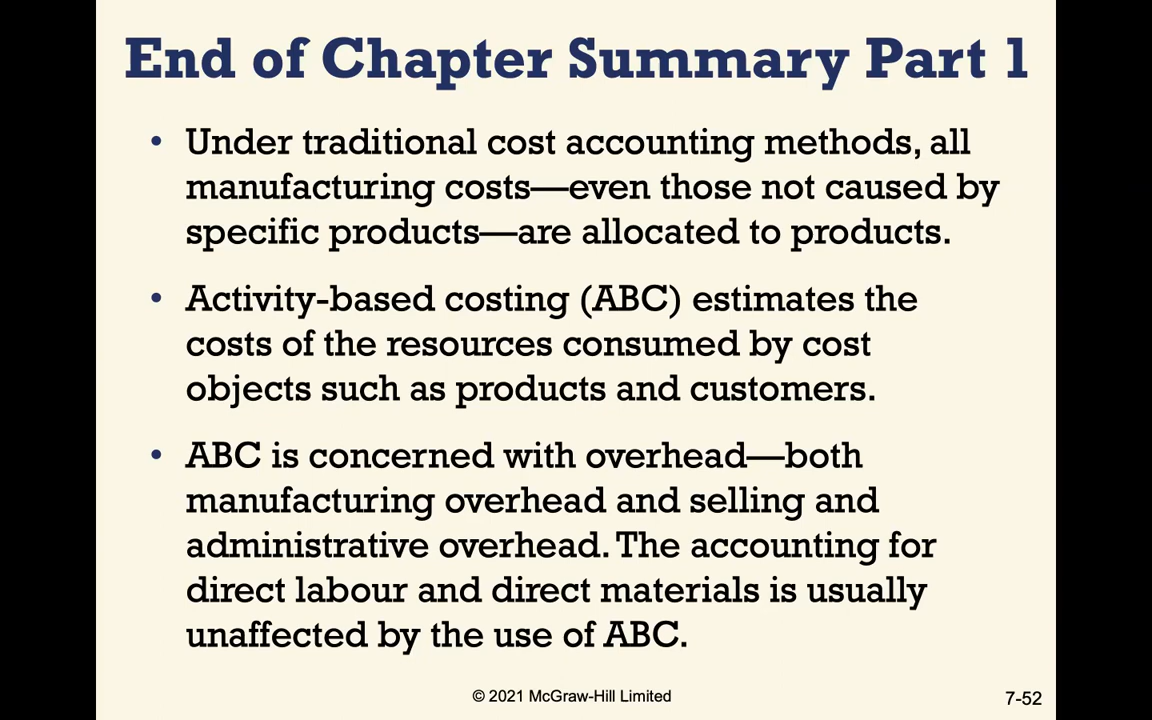 End of Chapter Summary Part 1
• Under traditional cost accounting methods, all
manufacturing costs—even those not caused by
specific products—are allocated to products.
• Activity-based costing (ABC) estimates the
costs of the resources consumed by cost
objects such as products and customers.
• ABC is concerned with overhead—both
manufacturing overhead and selling and
administrative overhead. The accounting for
direct labour and direct materials is usually
unaffected by the use of ABC.
© 2021 McGraw-Hill Limited
7-52